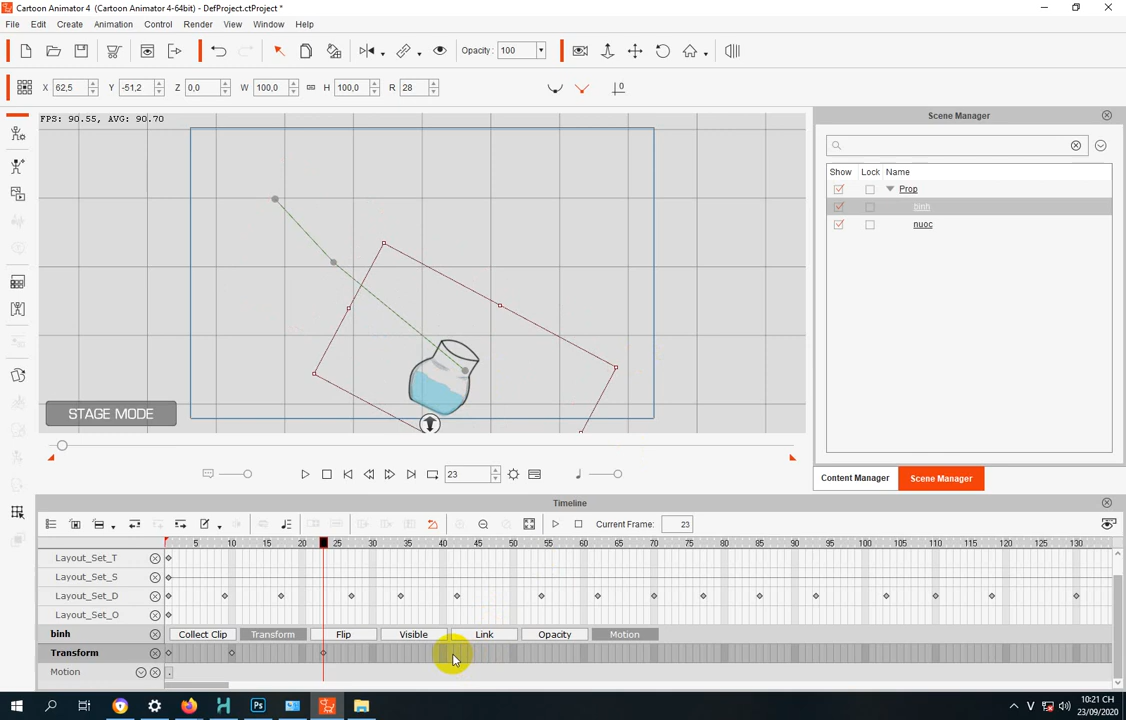 Cartoon Animator 4 (Cartoon Animator 4-64bit) - DefProject.ctProject *
File Edit Create Animation Control Render View Window Help
Opacity : 100
X 62,5 Y -51,2 Z 0,0 W 100,0 H 100,0 R 28
FPS: 90.55, AVG: 90.70
STAGE MODE
Scene Manager
Show Lock Name
Prop
binh
nuoc
Content Manager Scene Manager
23
Timeline
Current Frame: 23
5 10 15 20 25 30 35 40 45 50 55 60 65 70 75 80 85 90 95 100 105 110 115 120 125 130
Layout_Set_T
Layout_Set_S
Layout_Set_D
Layout_Set_O
binh Collect Clip Transform Flip Visible Link Opacity Motion
Transform
Motion
V 10:21 CH
23/09/2020